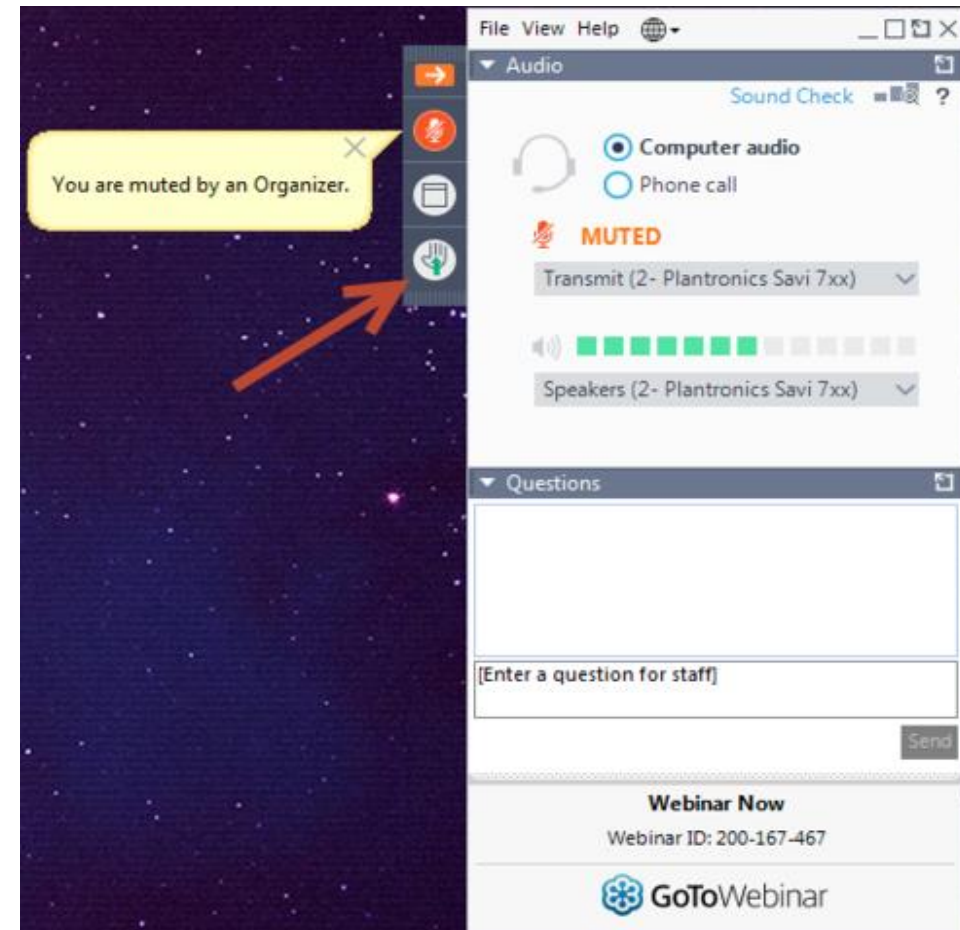 File View Help
Audio
Sound Check ?
Computer audio
Phone call
You are muted by an Organizer.
MUTED
Transmit (2- Plantronics Savi 7xx)
Speakers (2- Plantronics Savi 7xx)
Questions
[Enter a question for staff]
Send
Webinar Now
Webinar ID: 200-167-467
GoToWebinar